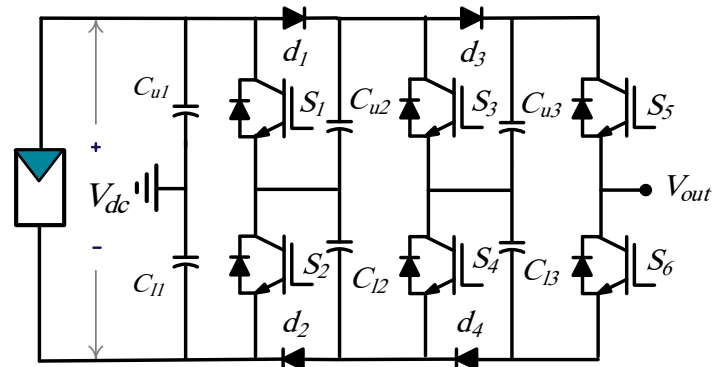 d1
d3
Cu1
S1
Cu2
S3
Cu3
S5
+
Vdc
Vout
−
Cl1
S2
Cl2
S4
Cl3
S6
d2
d4